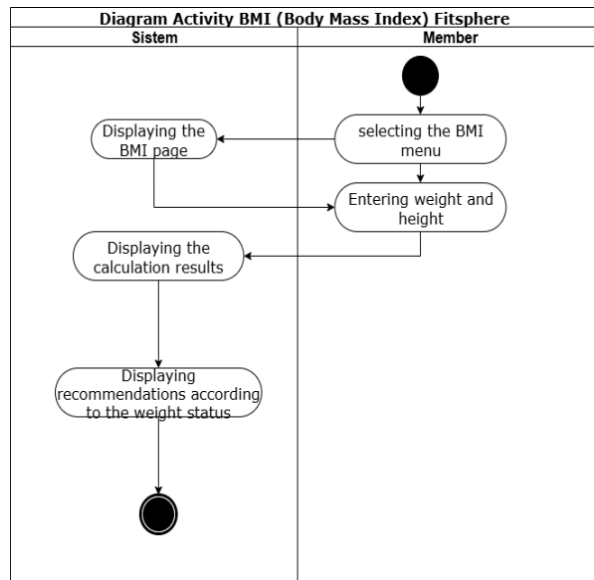 Diagram Activity BMI (Body Mass Index) Fitsphere
Sistem
Member
selecting the BMI
menu
Displaying the
BMI page
Entering weight and
height
Displaying the
calculation results
Displaying
recommendations according
to the weight status